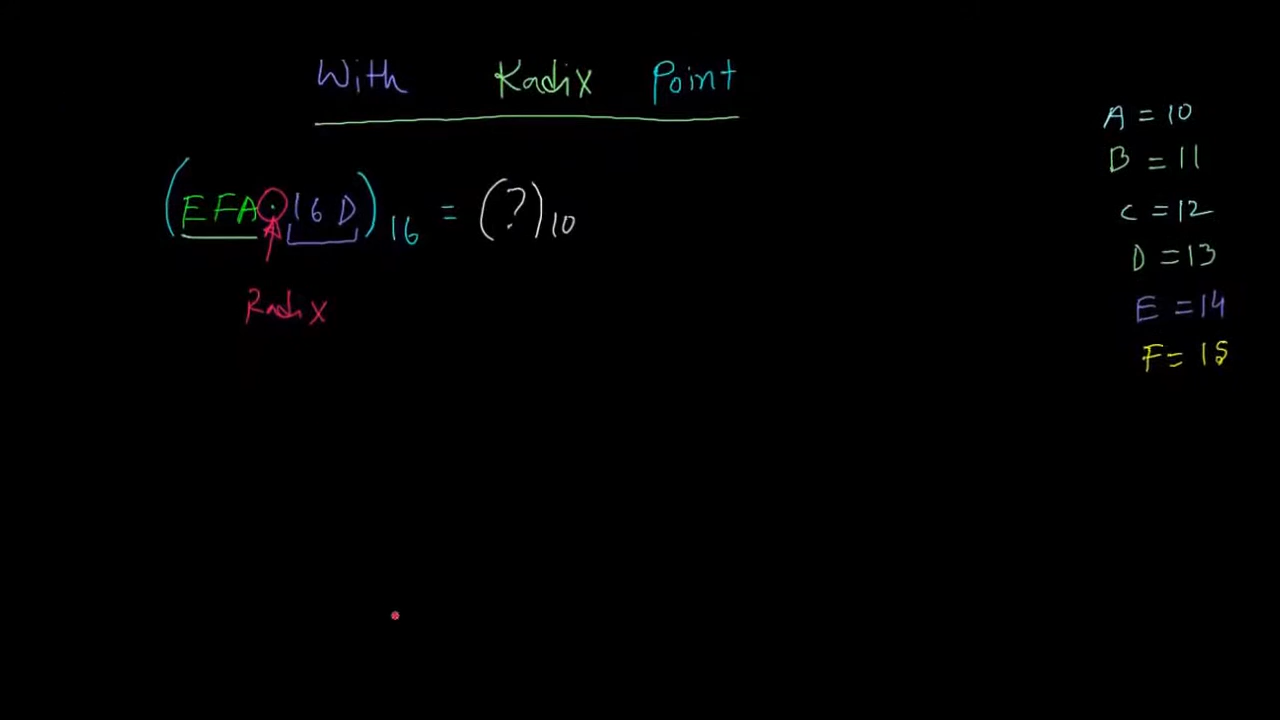 With Radix Point
(EFA.16D)16 = (?)10
Radix
A = 10
B = 11
C = 12
D = 13
E = 14
F = 15